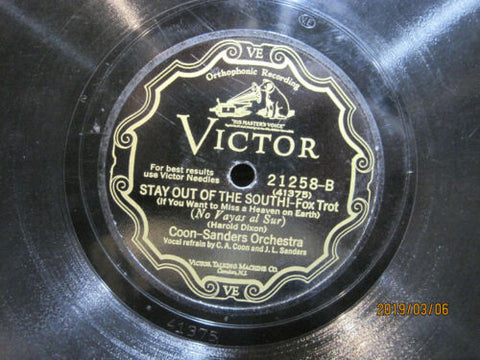 VE
Orthophonic Recording
"HIS MASTER'S VOICE"
VICTOR
For best results
use Victor Needles
21258-B
(41375)
STAY OUT OF THE SOUTH!-Fox Trot
(If You Want to Miss a Heaven on Earth)
(No Vayas al Sur)
(Harold Dixon)
Coon-Sanders Orchestra
Vocal refrain by C. A. Coon and J. L. Sanders
VICTOR TALKING MACHINE CO.
Camden, N.J.
VE
41375
2019/03/06